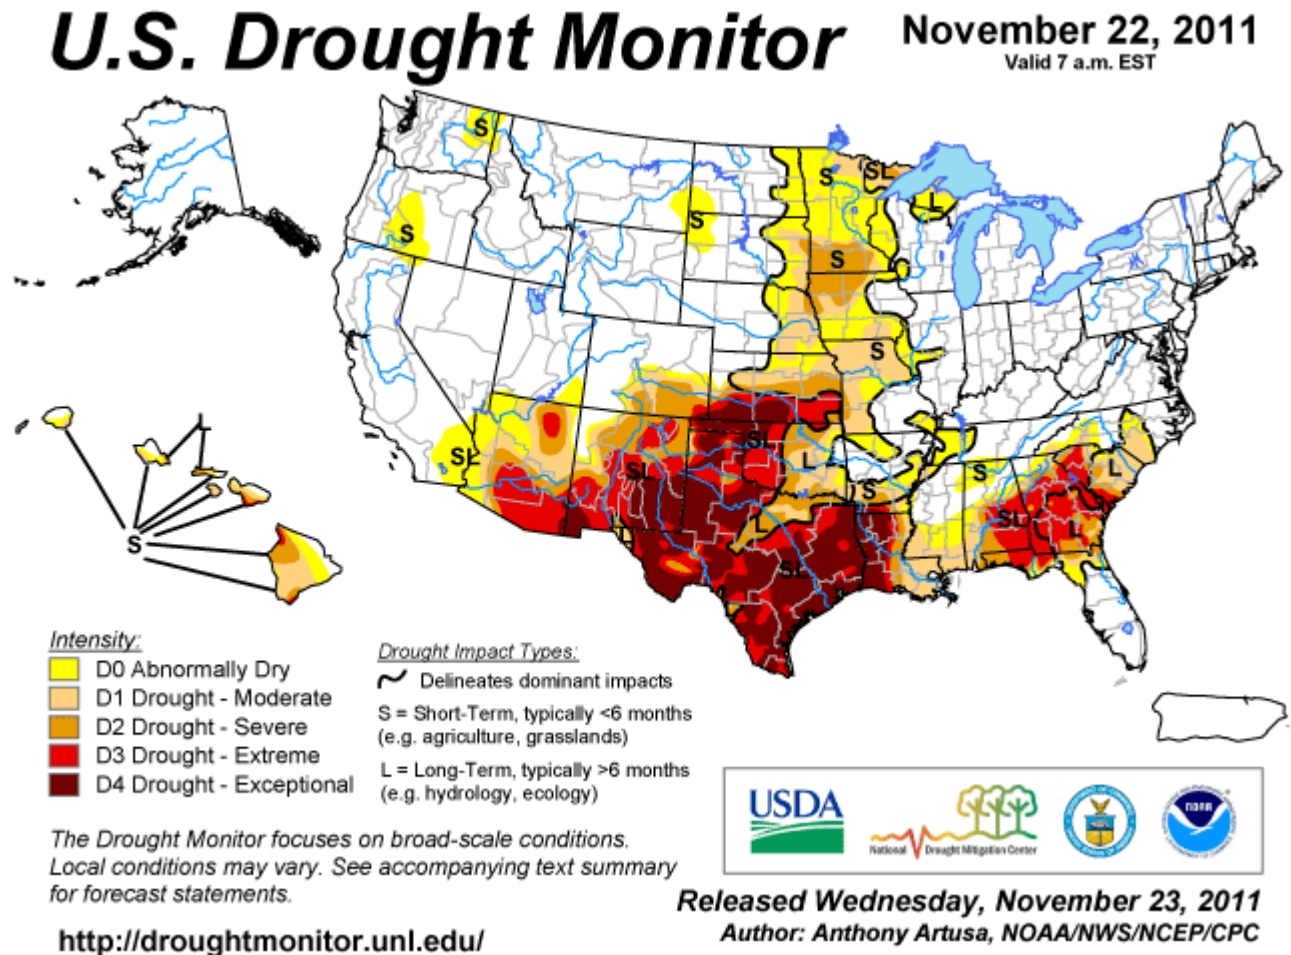 U.S. Drought Monitor
November 22, 2011
Valid 7 a.m. EST
S
SL
S
L
S
S
S
S
S
SL
SL
SL
L
S
L
L
SL
S
L
SL
L
L
S
Intensity:
D0 Abnormally Dry
D1 Drought - Moderate
D2 Drought - Severe
D3 Drought - Extreme
D4 Drought - Exceptional
Drought Impact Types:
Delineates dominant impacts
S = Short-Term, typically <6 months
(e.g. agriculture, grasslands)
L = Long-Term, typically >6 months
(e.g. hydrology, ecology)
The Drought Monitor focuses on broad-scale conditions.
Local conditions may vary. See accompanying text summary
for forecast statements.
http://droughtmonitor.unl.edu/
USDA
National Drought Mitigation Center
NOAA
Released Wednesday, November 23, 2011
Author: Anthony Artusa, NOAA/NWS/NCEP/CPC